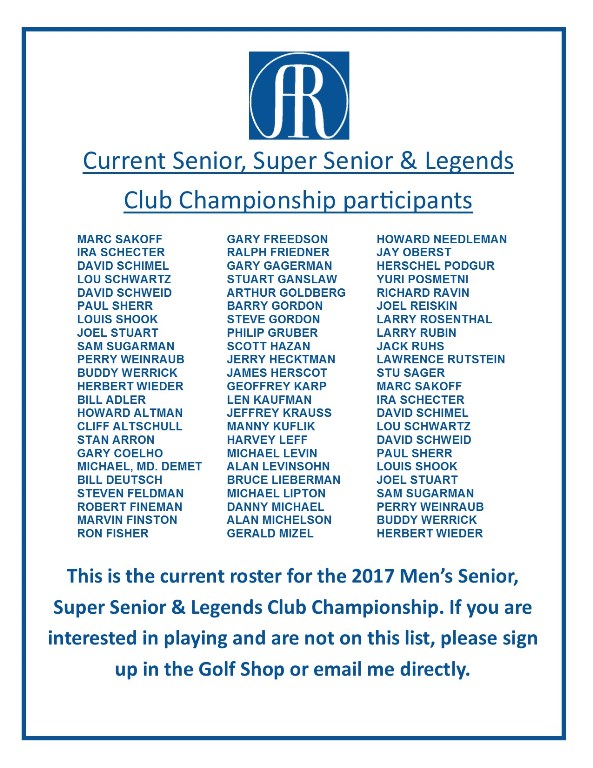 AR
Current Senior, Super Senior & Legends
Club Championship participants
MARC SAKOFF
IRA SCHECTER
DAVID SCHIMEL
LOU SCHWARTZ
DAVID SCHWEID
PAUL SHERR
LOUIS SHOOK
JOEL STUART
SAM SUGARMAN
PERRY WEINRAUB
BUDDY WERRICK
HERBERT WIEDER
BILL ADLER
HOWARD ALTMAN
CLIFF ALTSCHULL
STAN ARRON
GARY COELHO
MICHAEL, MD. DEMET
BILL DEUTSCH
STEVEN FELDMAN
ROBERT FINEMAN
MARVIN FINSTON
RON FISHER
GARY FREEDSON
RALPH FRIEDNER
GARY GAGERMAN
STUART GANSLAW
ARTHUR GOLDBERG
BARRY GORDON
STEVE GORDON
PHILIP GRUBER
SCOTT HAZAN
JERRY HECKTMAN
JAMES HERSCOT
GEOFFREY KARP
LEN KAUFMAN
JEFFREY KRAUSS
MANNY KUFLIK
HARVEY LEFF
MICHAEL LEVIN
ALAN LEVINSOHN
BRUCE LIEBERMAN
MICHAEL LIPTON
DANNY MICHAEL
ALAN MICHELSON
GERALD MIZEL
HOWARD NEEDLEMAN
JAY OBERST
HERSCHEL PODGUR
YURI POSMETNI
RICHARD RAVIN
JOEL REISKIN
LARRY ROSENTHAL
LARRY RUBIN
JACK RUHS
LAWRENCE RUTSTEIN
STU SAGER
MARC SAKOFF
IRA SCHECTER
DAVID SCHIMEL
LOU SCHWARTZ
DAVID SCHWEID
PAUL SHERR
LOUIS SHOOK
JOEL STUART
SAM SUGARMAN
PERRY WEINRAUB
BUDDY WERRICK
HERBERT WIEDER
This is the current roster for the 2017 Men’s Senior,
Super Senior & Legends Club Championship. If you are
interested in playing and are not on this list, please sign
up in the Golf Shop or email me directly.